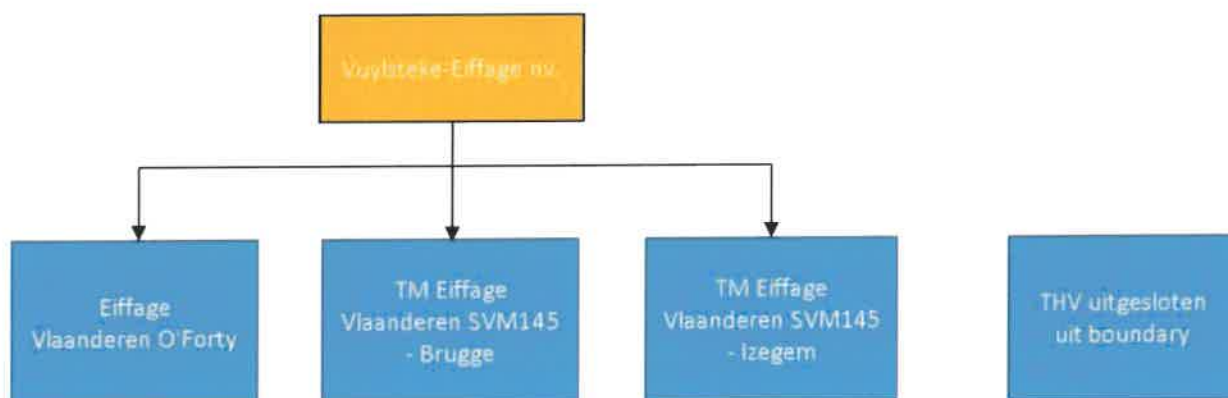 Vuylsteke-Eiffage nv.
Eiffage
Vlaanderen O'Forty
TM Eiffage
Vlaanderen SVM145
- Brugge
TM Eiffage
Vlaanderen SVM145
- Izegem
THV uitgesloten
uit boundary